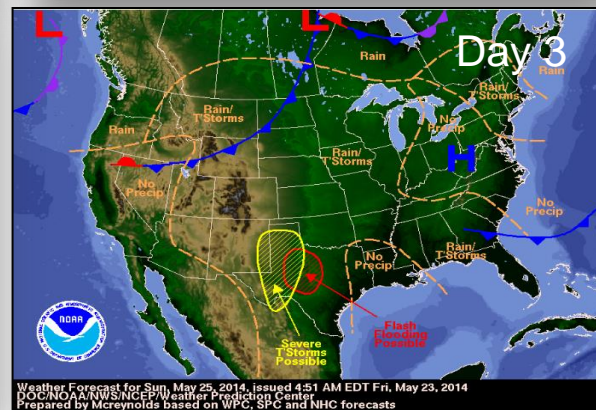 L
L
Day 3
Rain
Rain
Rain/
T'Storms
Rain/
T'Storms
No
Precip
Rain
Rain/
T'Storms
H
No
Precip
No
Precip
Rain/
T'Storms
No
Precip
Flash
Flooding
Possible
Severe
T'Storms
Possible
NOAA
Weather Forecast for Sun, May 25, 2014, issued 4:51 AM EDT Fri, May 23, 2014
DOC/NOAA/NWS/NCEP/Weather Prediction Center
Prepared by Mcreynolds based on WPC, SPC and NHC forecasts